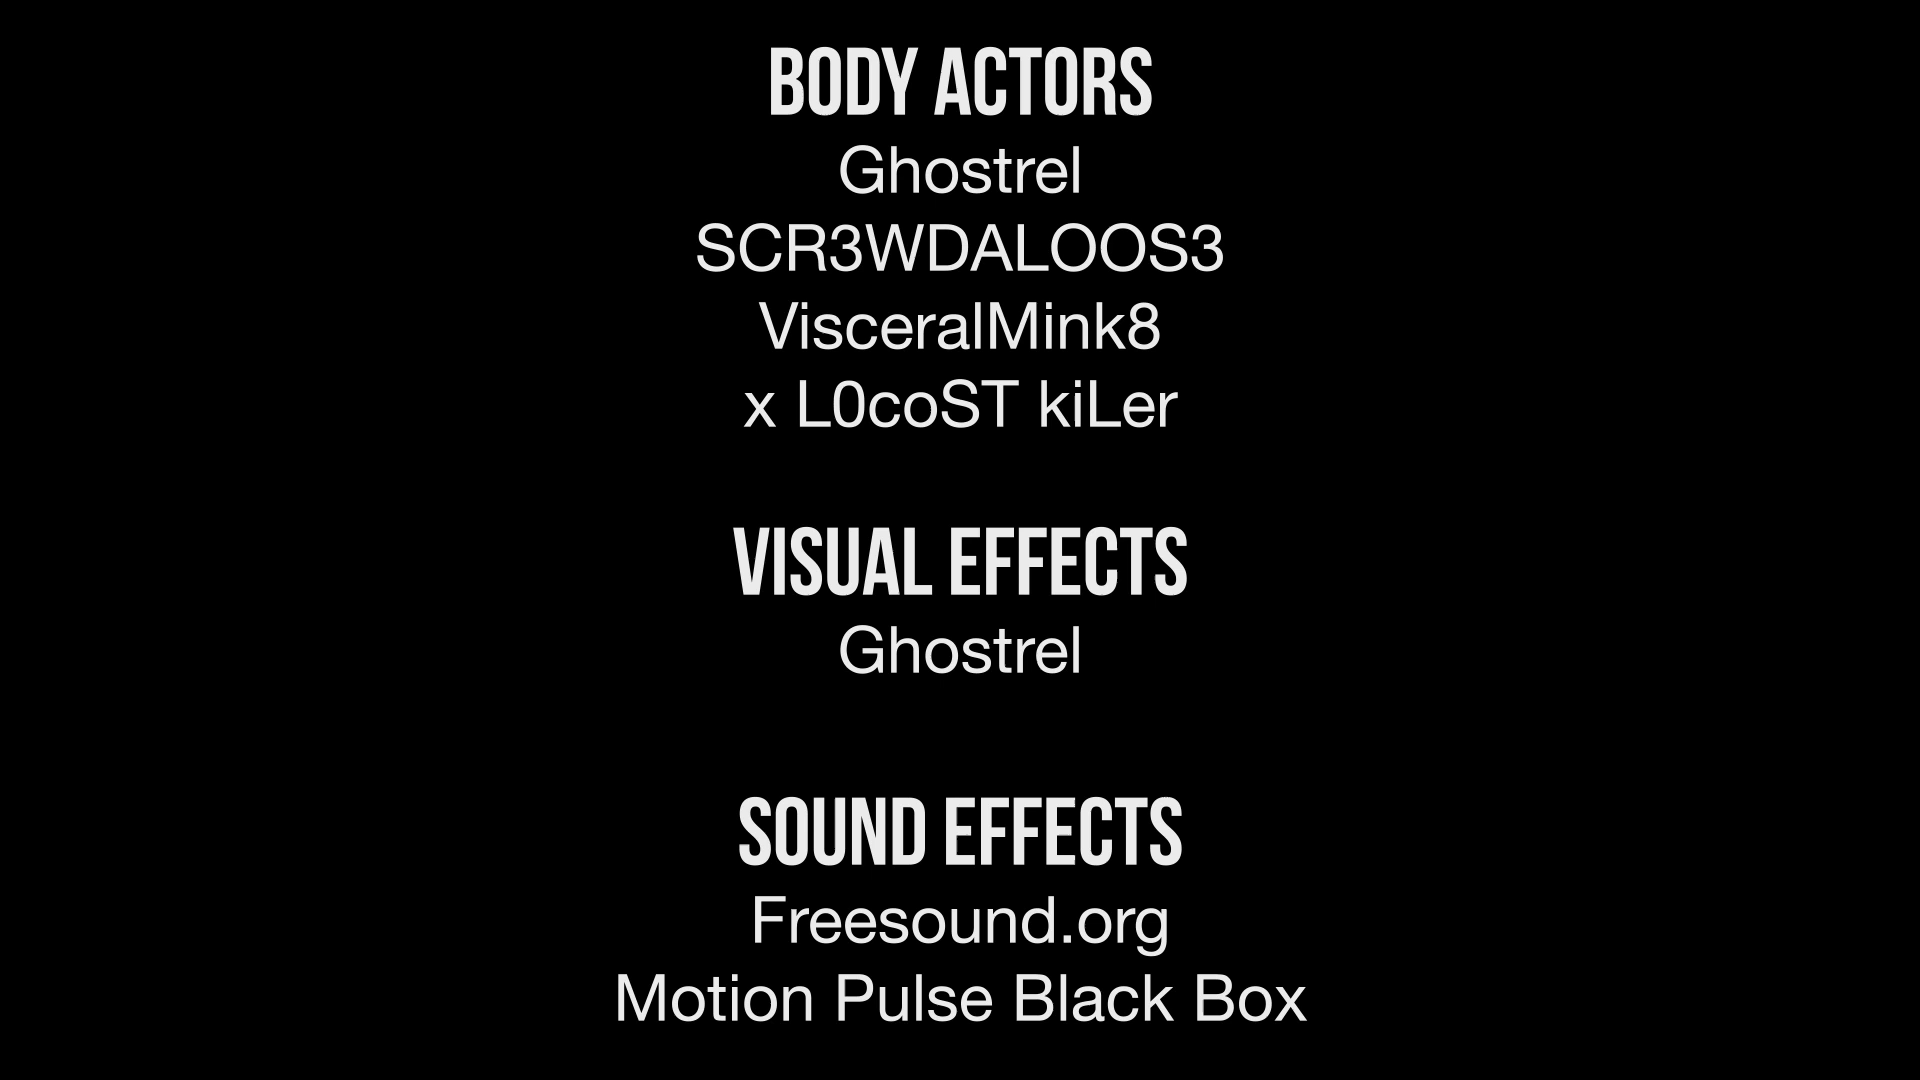 BODY ACTORS
Ghostrel
SCR3WDALOOS3
VisceralMink8
x L0coST kiLer
VISUAL EFFECTS
Ghostrel
SOUND EFFECTS
Freesound.org
Motion Pulse Black Box